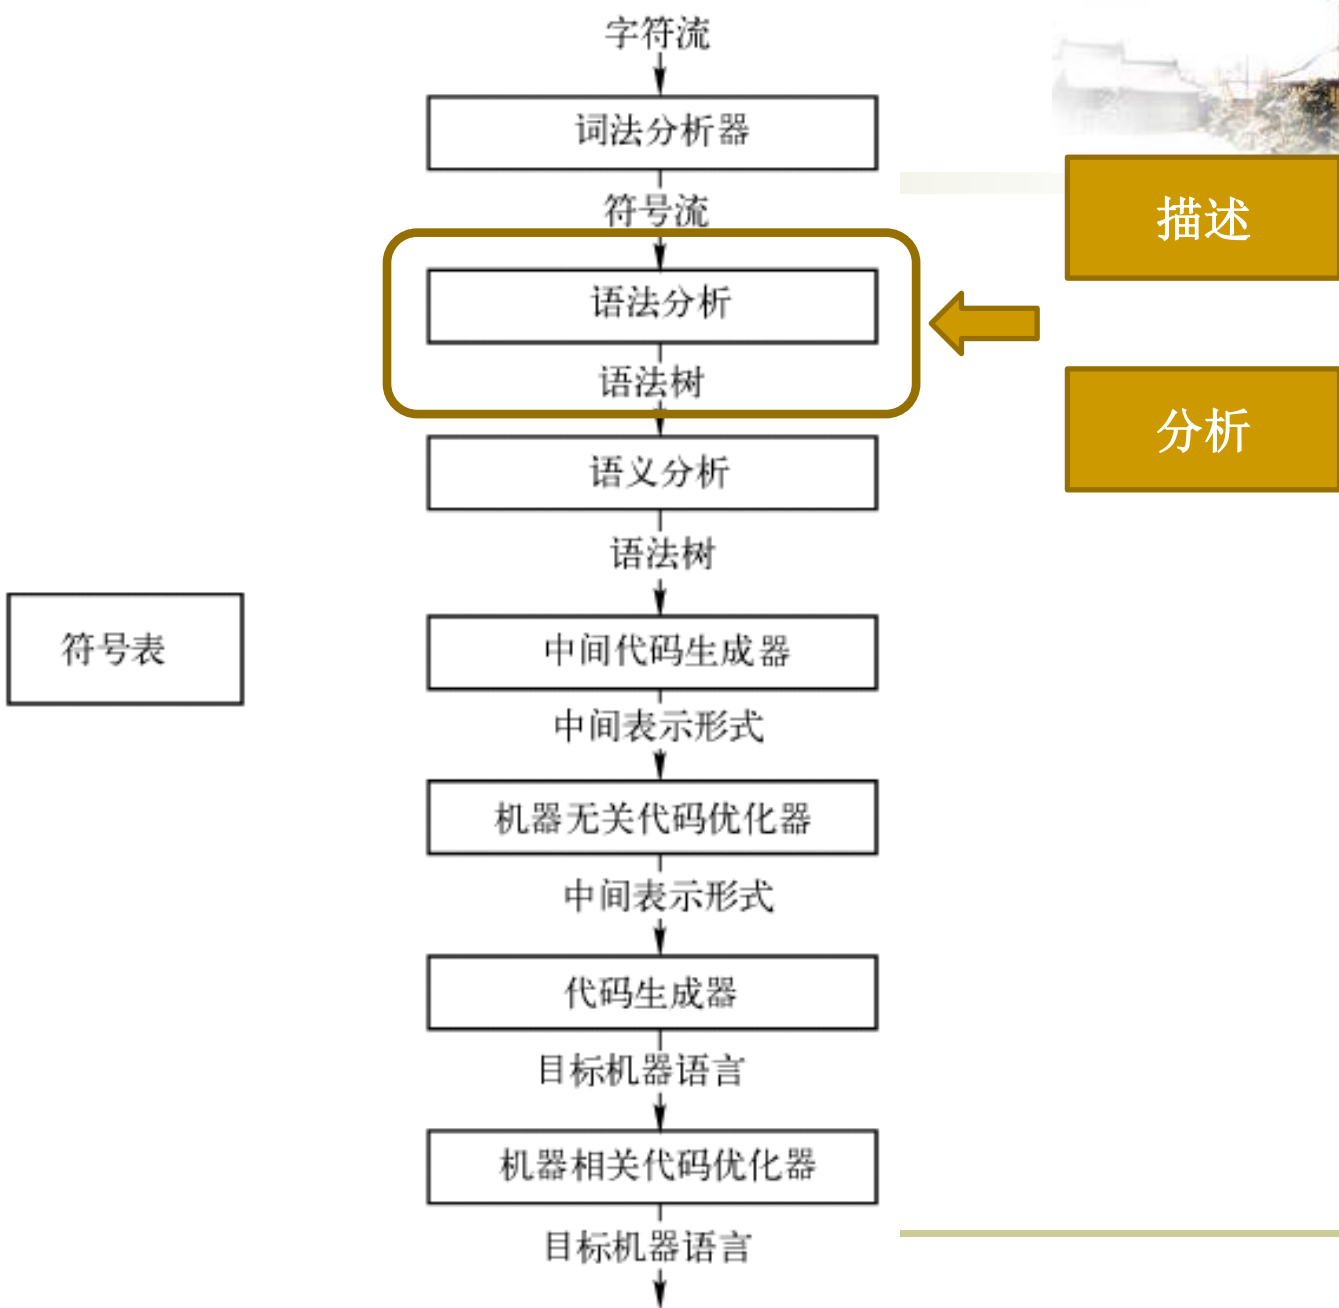 字符流
词法分析器
符号流
语法分析
语法树
语义分析
语法树
中间代码生成器
中间表示形式
机器无关代码优化器
中间表示形式
代码生成器
目标机器语言
机器相关代码优化器
目标机器语言
符号表
描述
分析